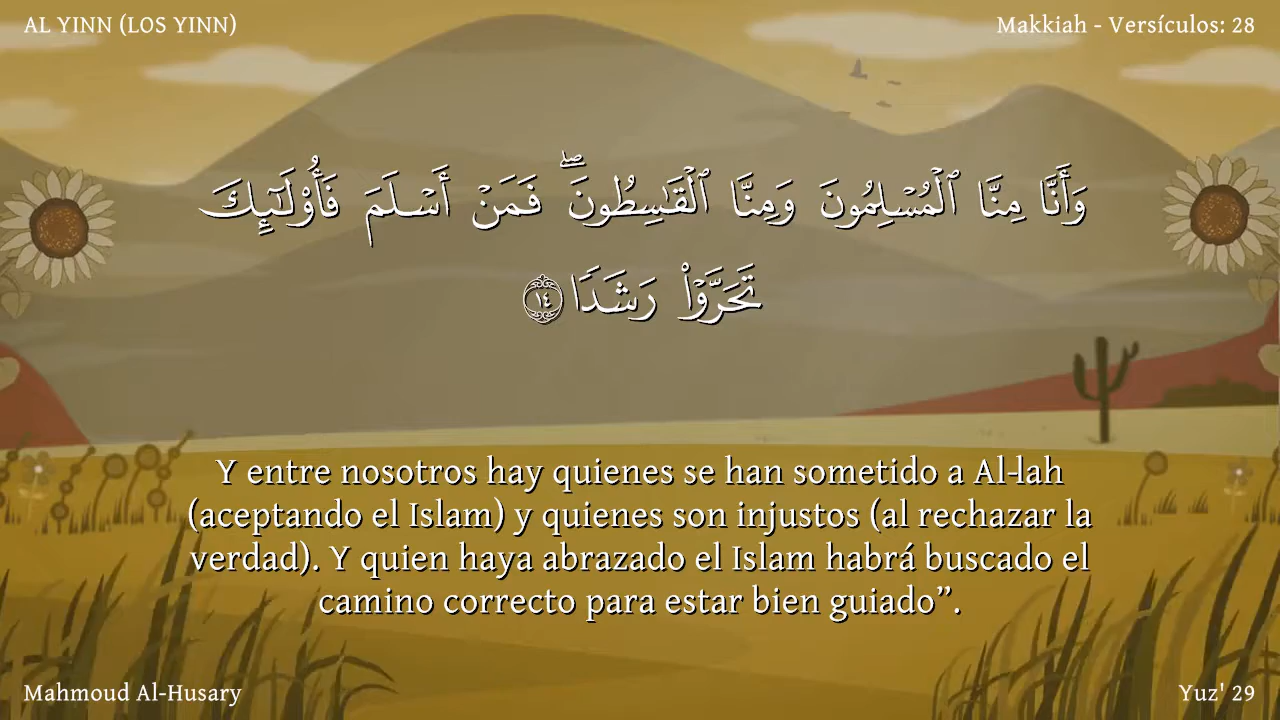 AL YINN (LOS YINN)
Makkiah - Versículos: 28
وَأَنَّا مِنَّا ٱلْمُسْلِمُونَ وَمِنَّا ٱلْقَٰسِطُونَ ۖ فَمَنْ أَسْلَمَ فَأُو۟لَٰٓئِكَ
تَحَرَّوْا۟ رَشَدًا ١٤
Y entre nosotros hay quienes se han sometido a Al-lah
(aceptando el Islam) y quienes son injustos (al rechazar la
verdad). Y quien haya abrazado el Islam habrá buscado el
camino correcto para estar bien guiado”.
Mahmoud Al-Husary
Yuz' 29